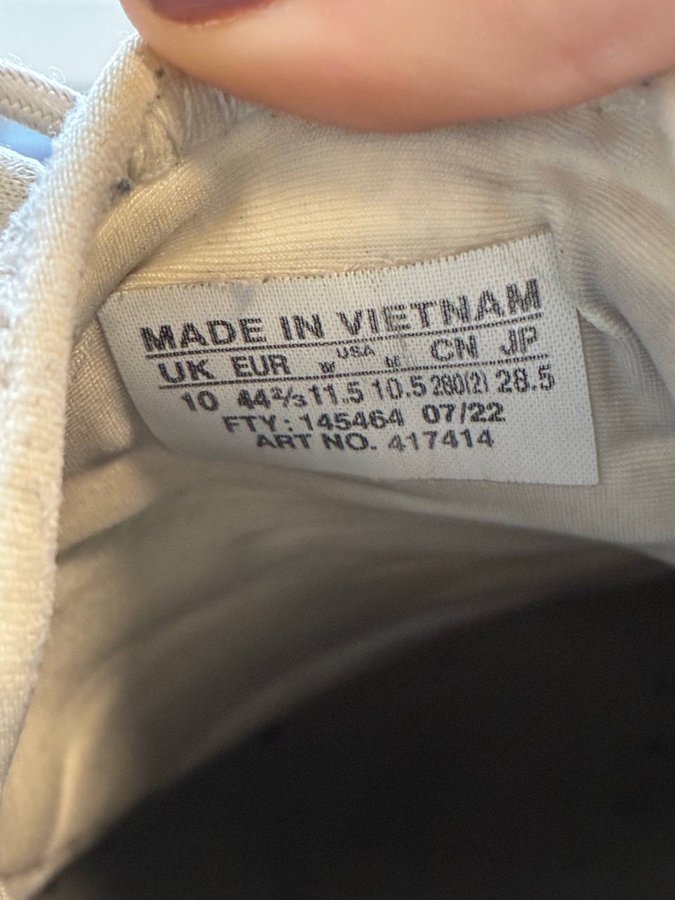 MADE IN VIETNAM
UK EUR W USA M CN JP
10 44⅔ 11.5 10.5 280(2) 28.5
FTY: 145464 07/22
ART NO. 417414